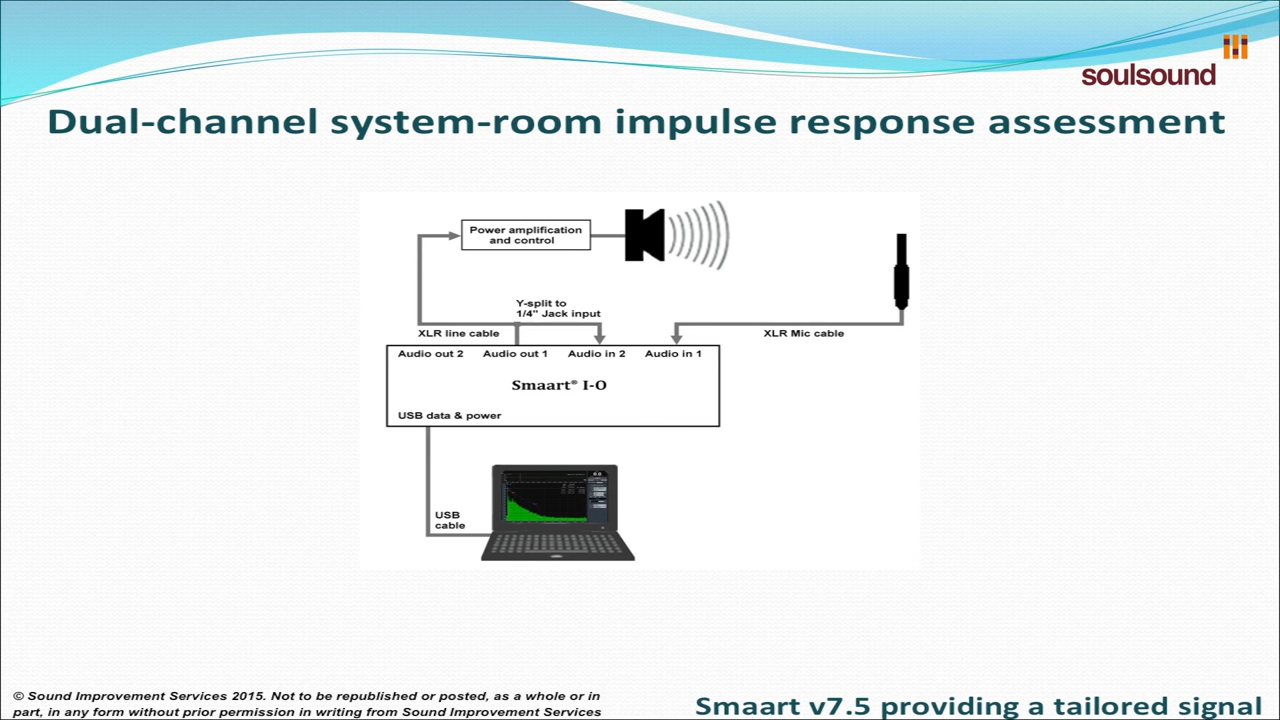 soulsound
Dual-channel system-room impulse response assessment
Power amplification
and control
Y-split to
1/4" Jack input
XLR line cable
XLR Mic cable
Audio out 2
Audio out 1
Audio in 2
Audio in 1
Smaart® I-O
USB data & power
USB
cable
© Sound Improvement Services 2015. Not to be republished or posted, as a whole or in
part, in any form without prior permission in writing from Sound Improvement Services
Smaart v7.5 providing a tailored signal